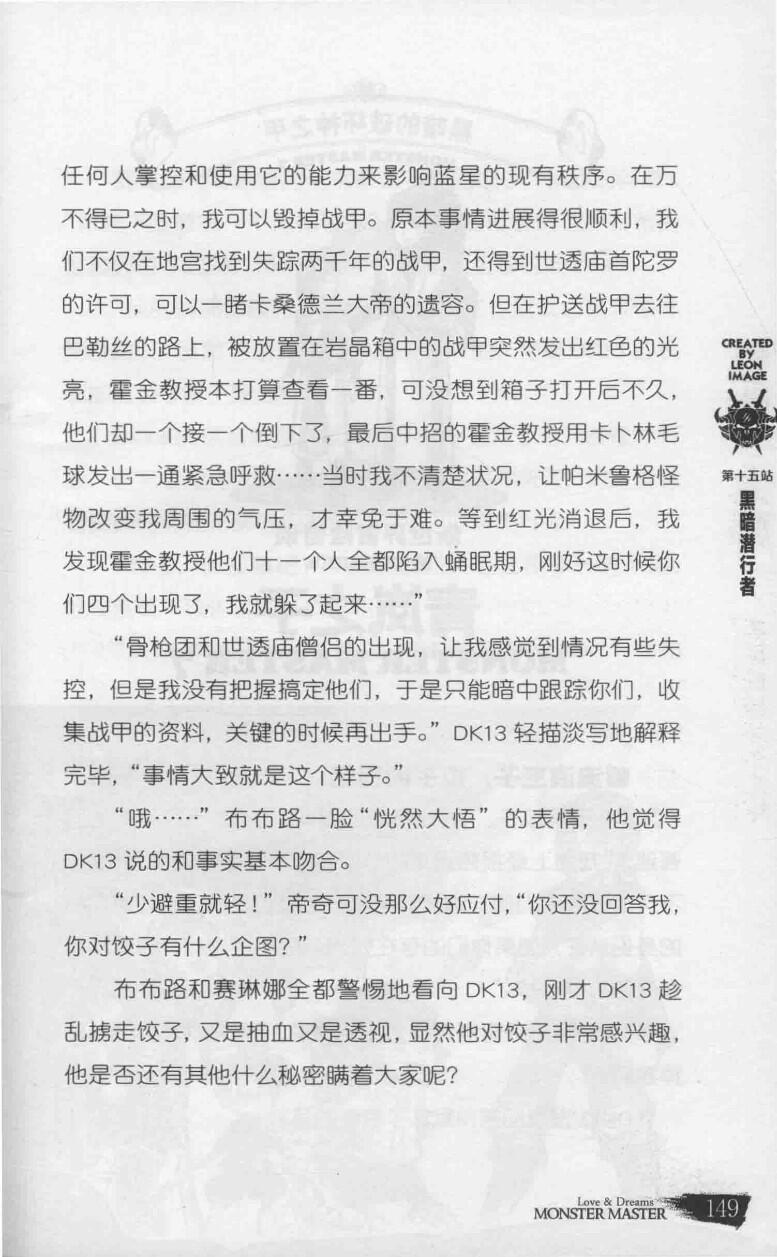 任何人掌控和使用它的能力来影响蓝星的现有秩序。在万
不得已之时，我可以毁掉战甲。原本事情进展得很顺利，我
们不仅在地宫找到失踪两千年的战甲，还得到世透庙首陀罗
的许可，可以一睹卡桑德兰大帝的遗容。但在护送战甲去往
巴勒丝的路上，被放置在岩晶箱中的战甲突然发出红色的光
亮，霍金教授本打算查看一番，可没想到箱子打开后不久，
他们却一个接一个倒下了，最后中招的霍金教授用卡卜林毛
球发出一通紧急呼救……当时我不清楚状况，让帕米鲁格怪
物改变我周围的气压，才幸免于难。等到红光消退后，我
发现霍金教授他们十一个人全都陷入蛹眠期，刚好这时候你
们四个出现了，我就躲了起来……”
“骨枪团和世透庙僧侣的出现，让我感觉到情况有些失
控，但是我没有把握搞定他们，于是只能暗中跟踪你们，收
集战甲的资料，关键的时候再出手。”DK13 轻描淡写地解释
完毕，“事情大致就是这个样子。”
“哦……”布布路一脸“恍然大悟”的表情，他觉得
DK13 说的和事实基本吻合。
“少避重就轻！”帝奇可没那么好应付，“你还没回答我，
你对饺子有什么企图？”
布布路和赛琳娜全都警惕地看向 DK13，刚才 DK13 趁
乱掳走饺子，又是抽血又是透视，显然他对饺子非常感兴趣，
他是否还有其他什么秘密瞒着大家呢？
CREATED
BY
LEON
IMAGE
第十五站
黑暗潜行者
Love & Dreams
MONSTER MASTER
149